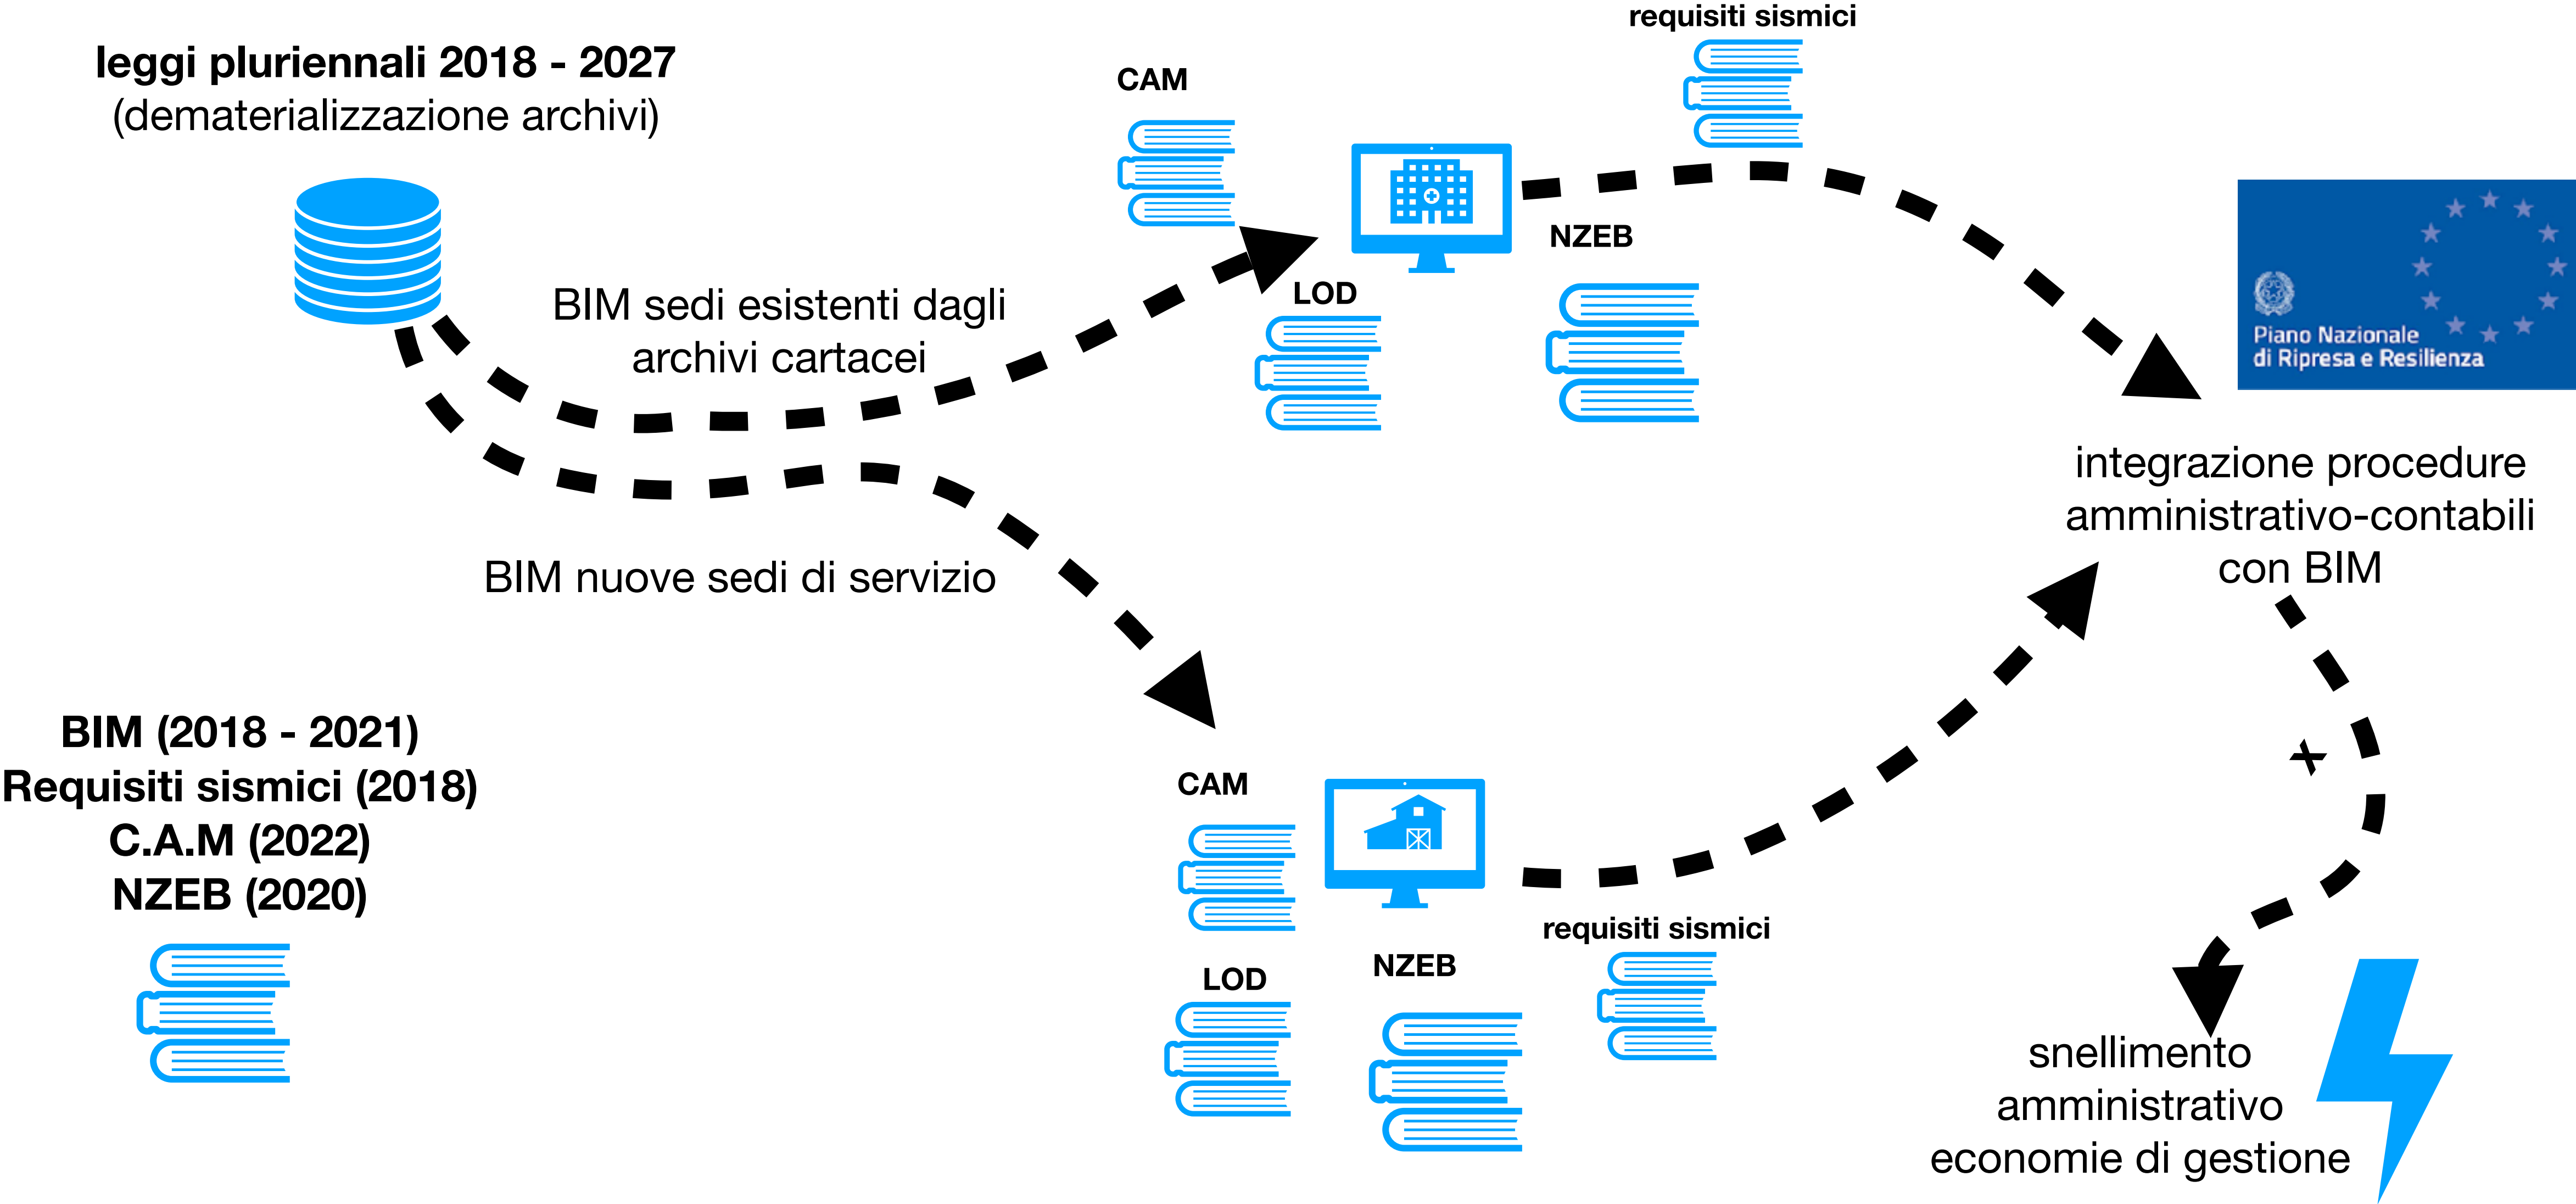 leggi pluriennali 2018 - 2027
(dematerializzazione archivi)
BIM sedi esistenti dagli
archivi cartacei
BIM nuove sedi di servizio
BIM (2018 - 2021)
Requisiti sismici (2018)
C.A.M (2022)
NZEB (2020)
CAM
requisiti sismici
NZEB
LOD
CAM
LOD
NZEB
requisiti sismici
Piano Nazionale
di Ripresa e Resilienza
integrazione procedure
amministrativo-contabili
con BIM
x
snellimento
amministrativo
economie di gestione